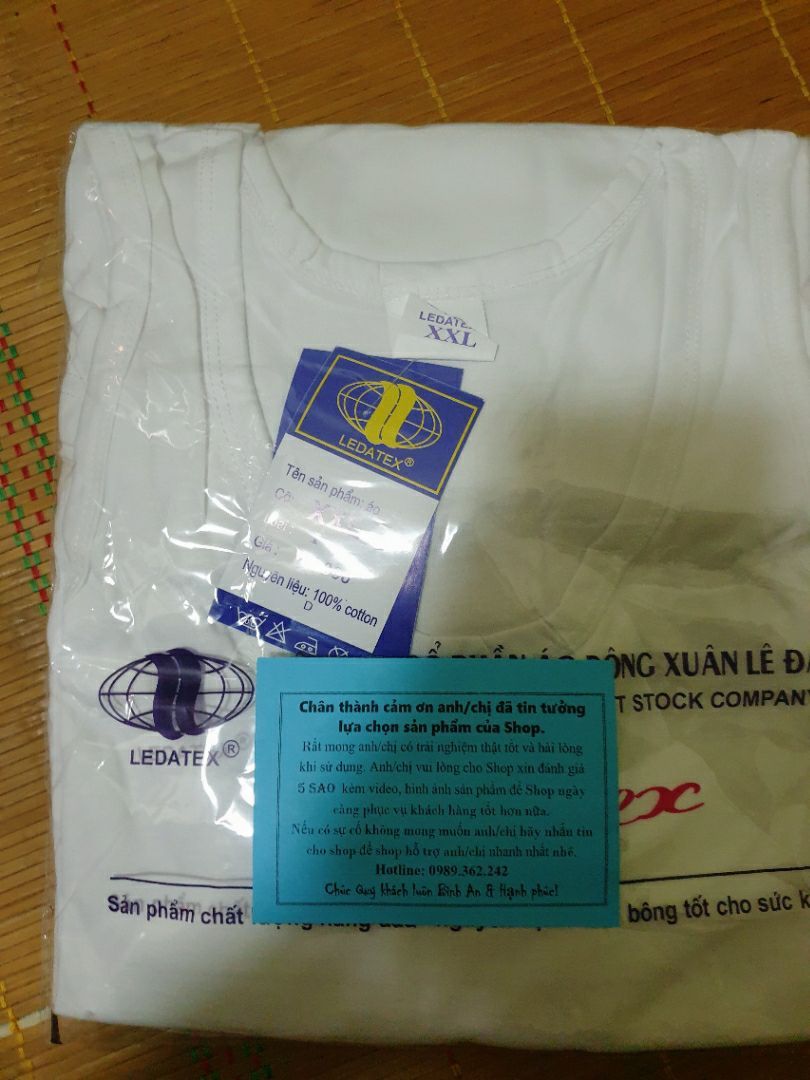 LEDATE
XXL
LEDATEX®
Tên sản phẩm: áo
Cỡ: XXL
Giá :
Nguyên liệu: 100% cotton
D
ĐÔNG XUÂN LÊ ĐA
T STOCK COMPANY
LEDATEX®
Chân thành cảm ơn anh/chị đã tin tưởng
lựa chọn sản phẩm của Shop.
Rất mong anh/chị có trải nghiệm thật tốt và hài lòng
khi sử dụng. Anh/chị vui lòng cho Shop xin đánh giá
5 SAO kèm video, hình ảnh sản phẩm để Shop ngày
càng phục vụ khách hàng tốt hơn nữa.
Nếu có sự cố không mong muốn anh/chị hãy nhắn tin
cho shop để shop hỗ trợ anh/chị nhanh nhất nhé.
Hotline: 0989.362.242
Chúc Quý khách luôn Bình An & Hạnh phúc!
Sản phẩm chất bông tốt cho sức k